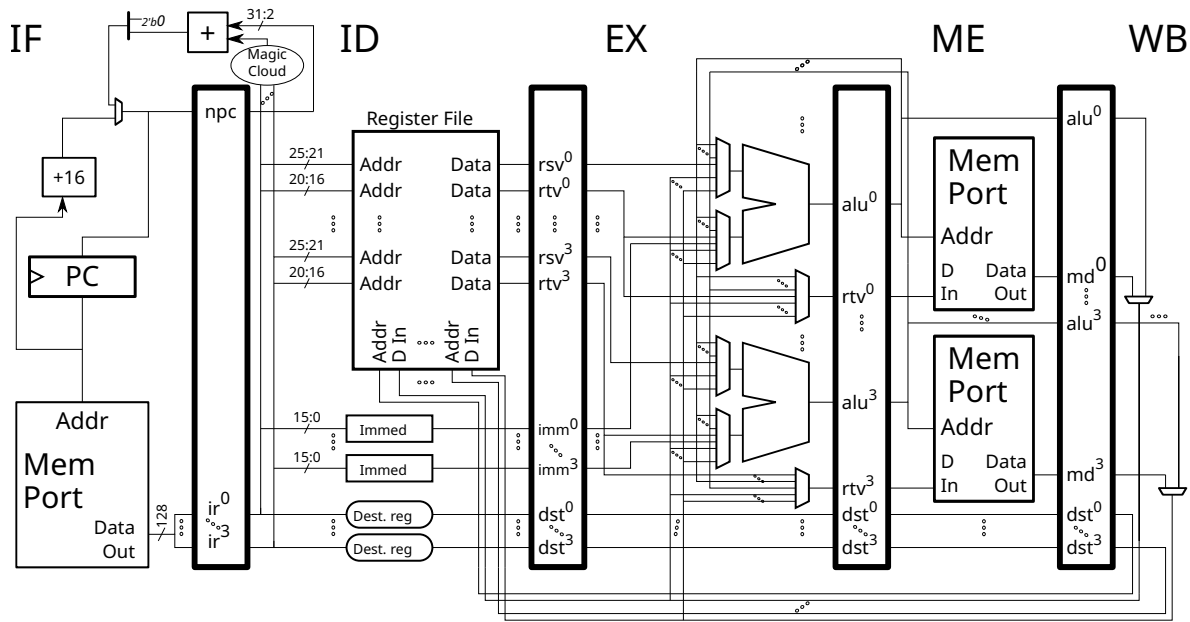 IF
ID
EX
ME
WB
2'b0
+
31:2
Magic
Cloud
npc
+16
PC
Addr
Mem
Port
Data
Out
128
ir0
ir3
Register File
25:21
Addr
Data
20:16
Addr
Data
25:21
Addr
Data
20:16
Addr
Data
Addr
D In
Addr
D In
15:0
Immed
15:0
Immed
Dest. reg
Dest. reg
rsv0
rtv0
rsv3
rtv3
imm0
imm3
dst0
dst3
alu0
rtv0
alu3
rtv3
dst0
dst3
Mem
Port
Addr
D
In
Data
Out
Mem
Port
Addr
D
In
Data
Out
alu0
md0
alu3
md3
dst0
dst3